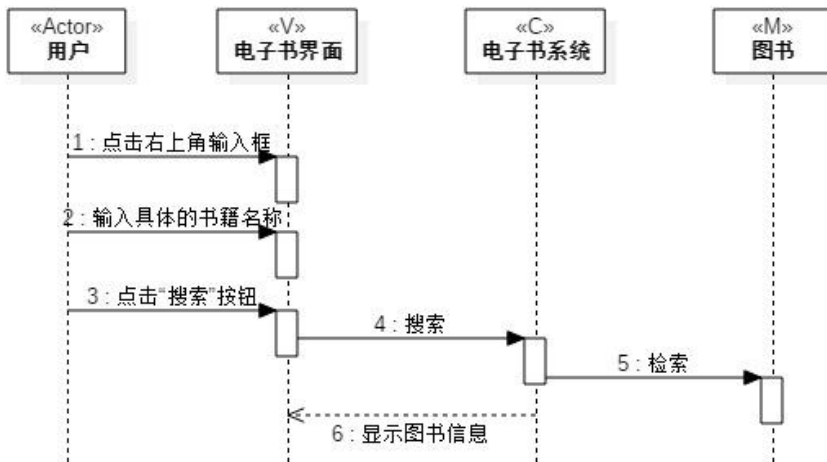 «Actor»
用户
«V»
电子书界面
«C»
电子书系统
«M»
图书
1 : 点击右上角输入框
2 : 输入具体的书籍名称
3 : 点击“搜索”按钮
4 : 搜索
5 : 检索
6 : 显示图书信息